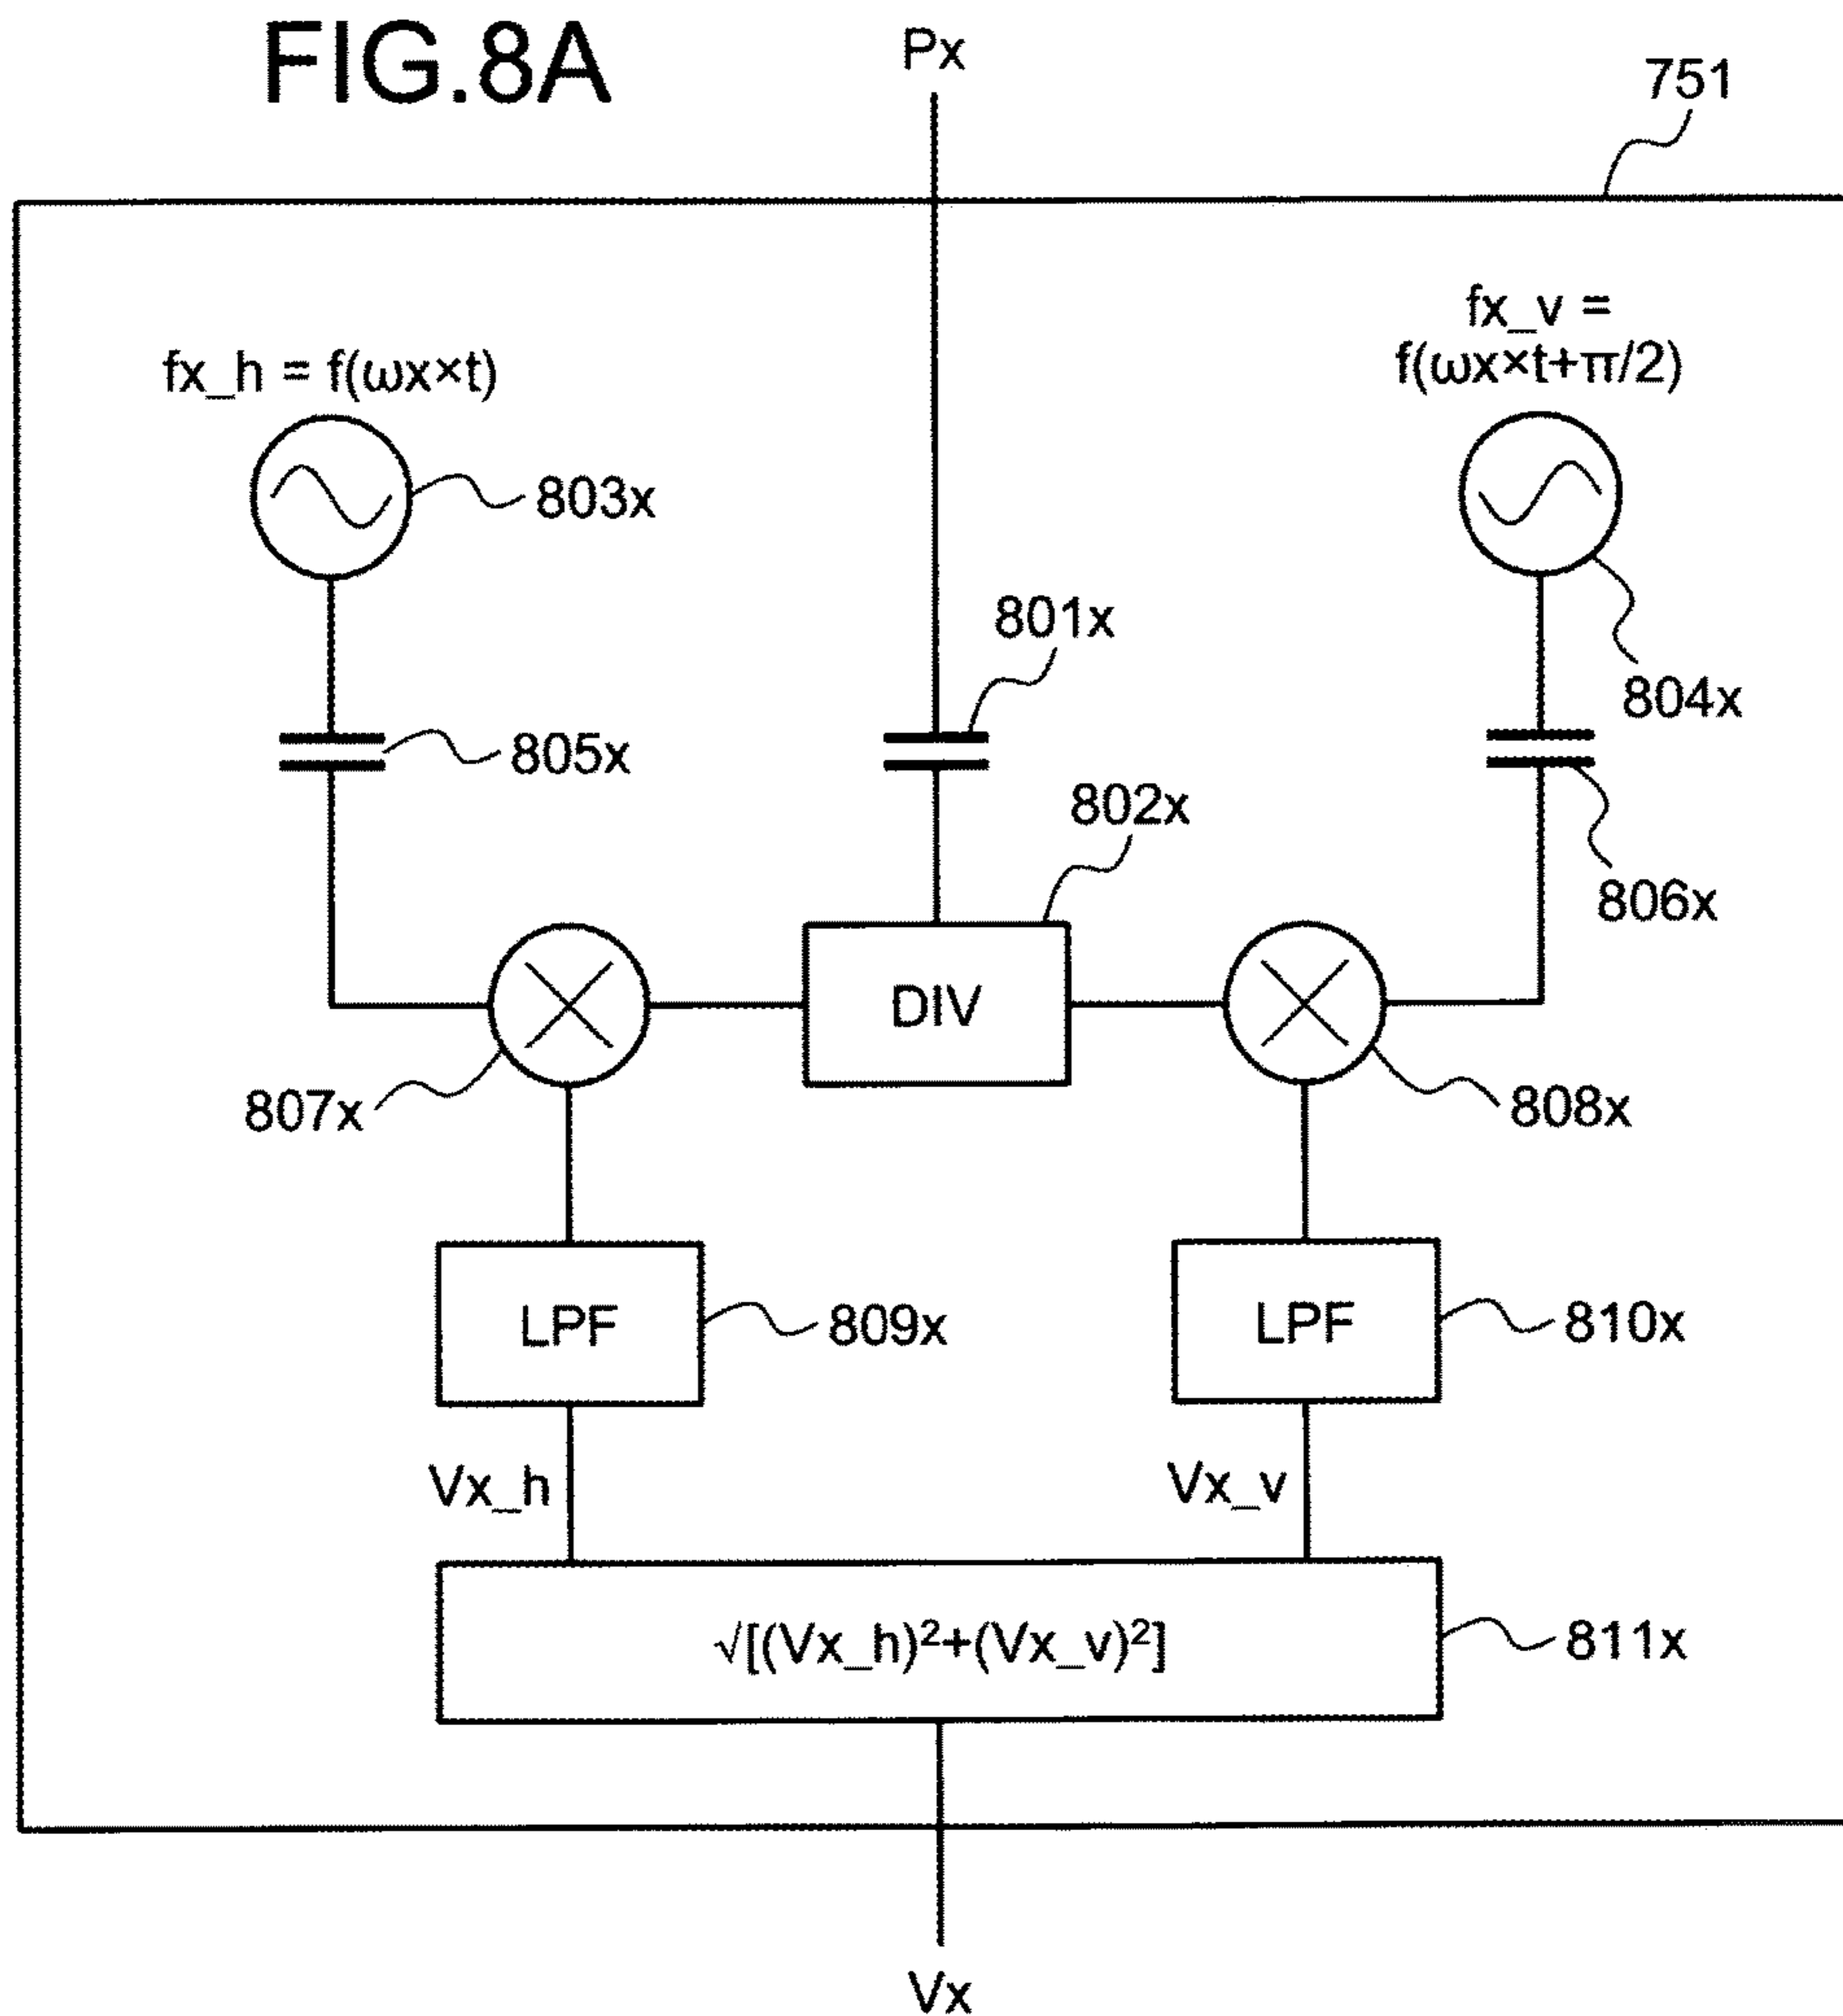 FIG.8A
Px
751
fx_h = f(ωx×t)
fx_v =
f(ωx×t+π/2)
803x
801x
804x
805x
802x
806x
DIV
807x
808x
LPF
809x
LPF
810x
Vx_h
Vx_v
√[(Vx_h)²+(Vx_v)²]
811x
Vx